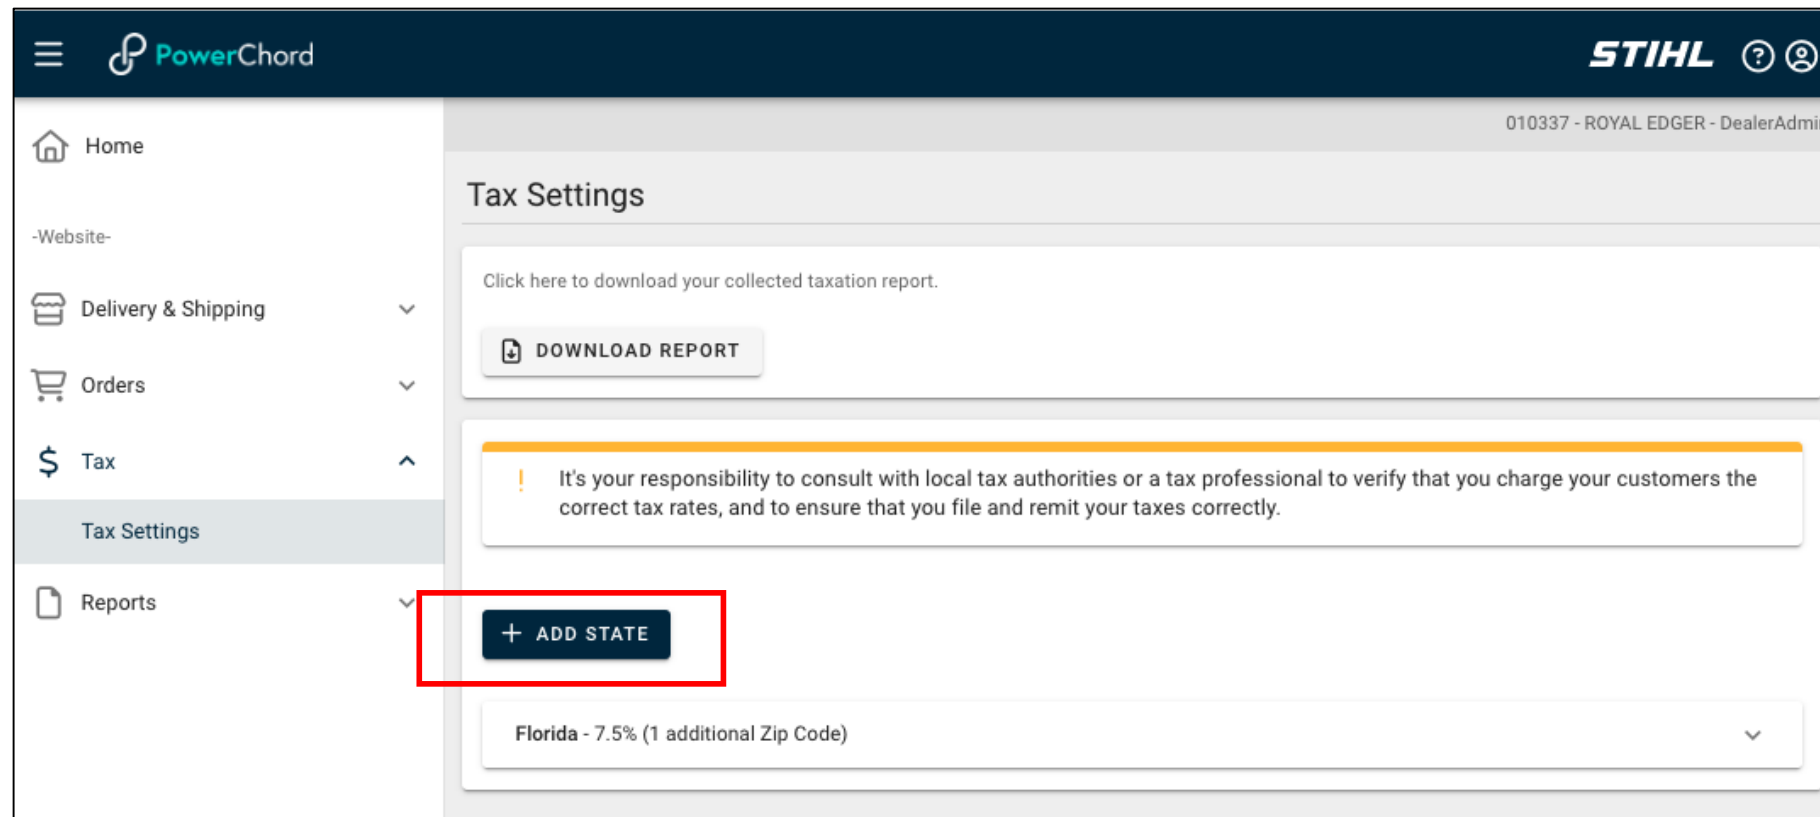 PowerChord
STIHL
010337 - ROYAL EDGER - DealerAdmi
Home
Tax Settings
-Website-
Click here to download your collected taxation report.
Delivery & Shipping
DOWNLOAD REPORT
Orders
Tax
It's your responsibility to consult with local tax authorities or a tax professional to verify that you charge your customers the
correct tax rates, and to ensure that you file and remit your taxes correctly.
Tax Settings
Reports
+ ADD STATE
Florida - 7.5% (1 additional Zip Code)